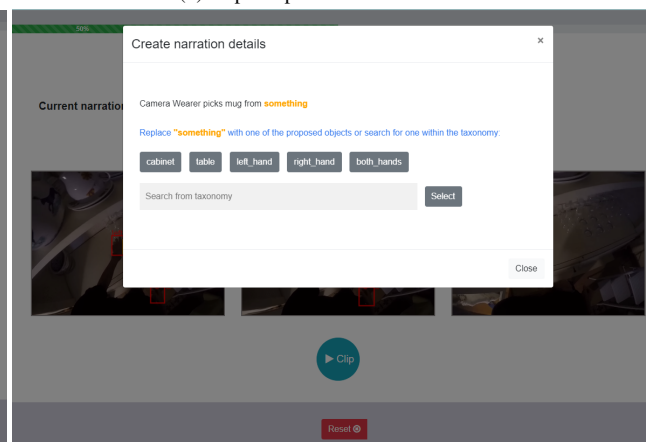 50%
Create narration details
×
Current narration
Camera Wearer picks mug from something
Replace "something" with one of the proposed objects or search for one within the taxonomy:
cabinet table left_hand right_hand both_hands
Search from taxonomy Select
Close
Clip
Reset